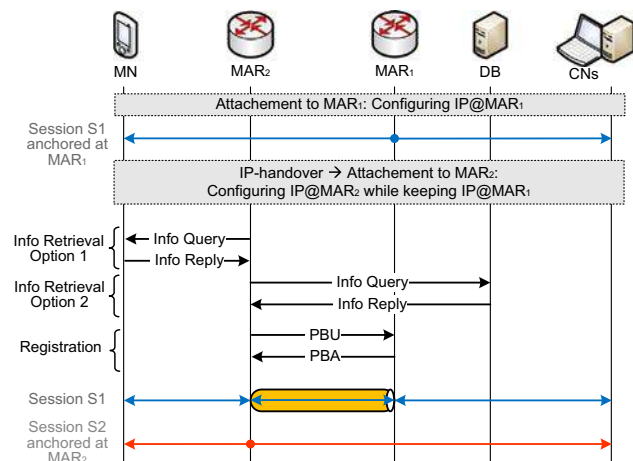 MN
MAR2
MAR1
DB
CNs
Attachement to MAR1: Configuring IP@MAR1
Session S1
anchored at
MAR1
IP-handover → Attachement to MAR2:
Configuring IP@MAR2 while keeping IP@MAR1
Info Retrieval
Option 1
Info Query
Info Reply
Info Retrieval
Option 2
Info Query
Info Reply
Registration
PBU
PBA
Session S1
Session S2
anchored at
MAR2